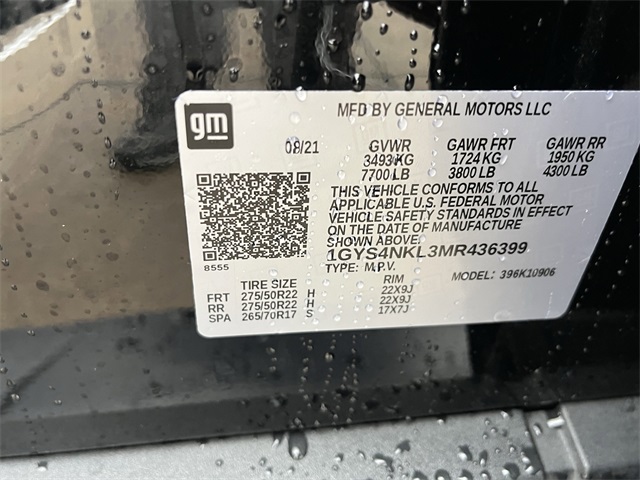 gm
MFD BY GENERAL MOTORS LLC
08/21 GVWR GAWR FRT GAWR RR
3493KG 1724 KG 1950 KG
7700 LB 3800 LB 4300 LB
THIS VEHICLE CONFORMS TO ALL
APPLICABLE U.S. FEDERAL MOTOR
VEHICLE SAFETY STANDARDS IN EFFECT
ON THE DATE OF MANUFACTURE
SHOWN ABOVE.
1GYS4NKL3MR436399
8555
TYPE: M.P.V. MODEL: 396K10906
TIRE SIZE RIM
FRT 275/50R22 H 22X9J
RR 275/50R22 H 22X9J
SPA 265/70R17 S 17X7J